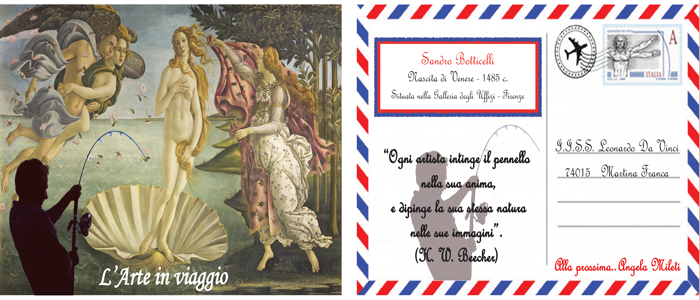 L'Arte in viaggio
Sandro Botticelli
Nascita di Venere - 1485 c.
Situata nella Galleria degli Uffizi - Firenze
"Ogni artista intinge il pennello
nella sua anima,
e dipinge la sua stessa natura
nelle sue immagini".
(H. W. Beecher)
A
ITALIA
I.I.S.S. Leonardo Da Vinci
74015 Martina Franca
Alla prossima..Angela Mileti